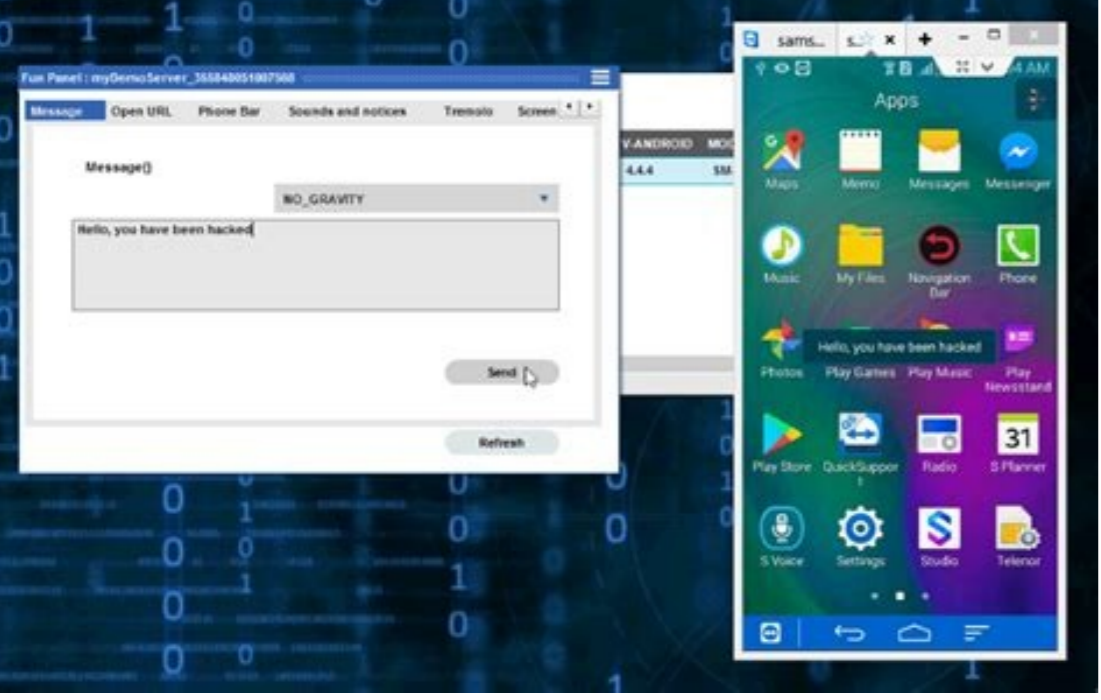 Fun Panel : myDemoServer_355840051007508
Message Open URL Phone Bar Sounds and notices Tremolo Screen
Message()
NO_GRAVITY
Hello, you have been hacked
Send
Refresh
V-ANDROID
4.4.4
sams...
AM
Apps
Maps Memo Messages Messenger
Music My Files Navigation Bar Phone
Hello, you have been hacked
Photos Play Games Play Music Play
Newsstand
Play Store QuickSuppor Radio S Planner
t
31
S Voice Settings Studio Telenor